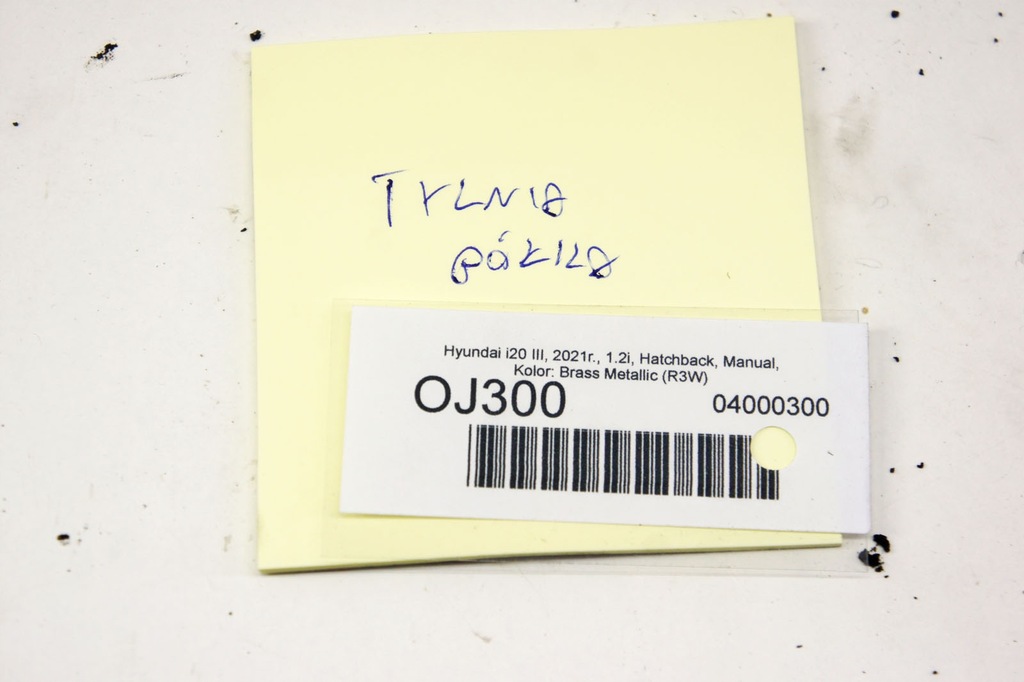 TYLNIA
PÓŁKA
Hyundai i20 III, 2021r., 1.2i, Hatchback, Manual,
Kolor: Brass Metallic (R3W)
OJ300
04000300